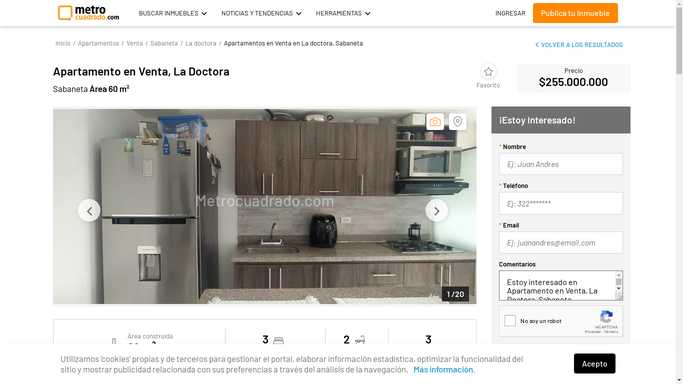 metro
cuadrado.com
BUSCAR INMUEBLES
NOTICIAS Y TENDENCIAS
HERRAMIENTAS
INGRESAR
Publica tu Inmueble
Inicio / Apartamentos / Venta / Sabaneta / La doctora / Apartamentos en Venta en La doctora, Sabaneta
VOLVER A LOS RESULTADOS
Apartamento en Venta, La Doctora
Sabaneta Área 60 m²
Favorito
Precio
$255.000.000
Metrocuadrado.com
1 / 20
¡Estoy Interesado!
* Nombre
Ej: Juan Andres
* Teléfono
Ej: 322*******
* Email
Ej: juanandres@email.com
Comentarios
Estoy interesado en
Apartamento en Venta, La
Doctora, Sabaneta
No soy un robot
reCAPTCHA
Privacidad - Términos
Área construida
3
2
3
Utilizamos 'cookies' propias y de terceros para gestionar el portal, elaborar información estadística, optimizar la funcionalidad del
sitio y mostrar publicidad relacionada con sus preferencias a través del análisis de la navegación. Más información.
Acepto